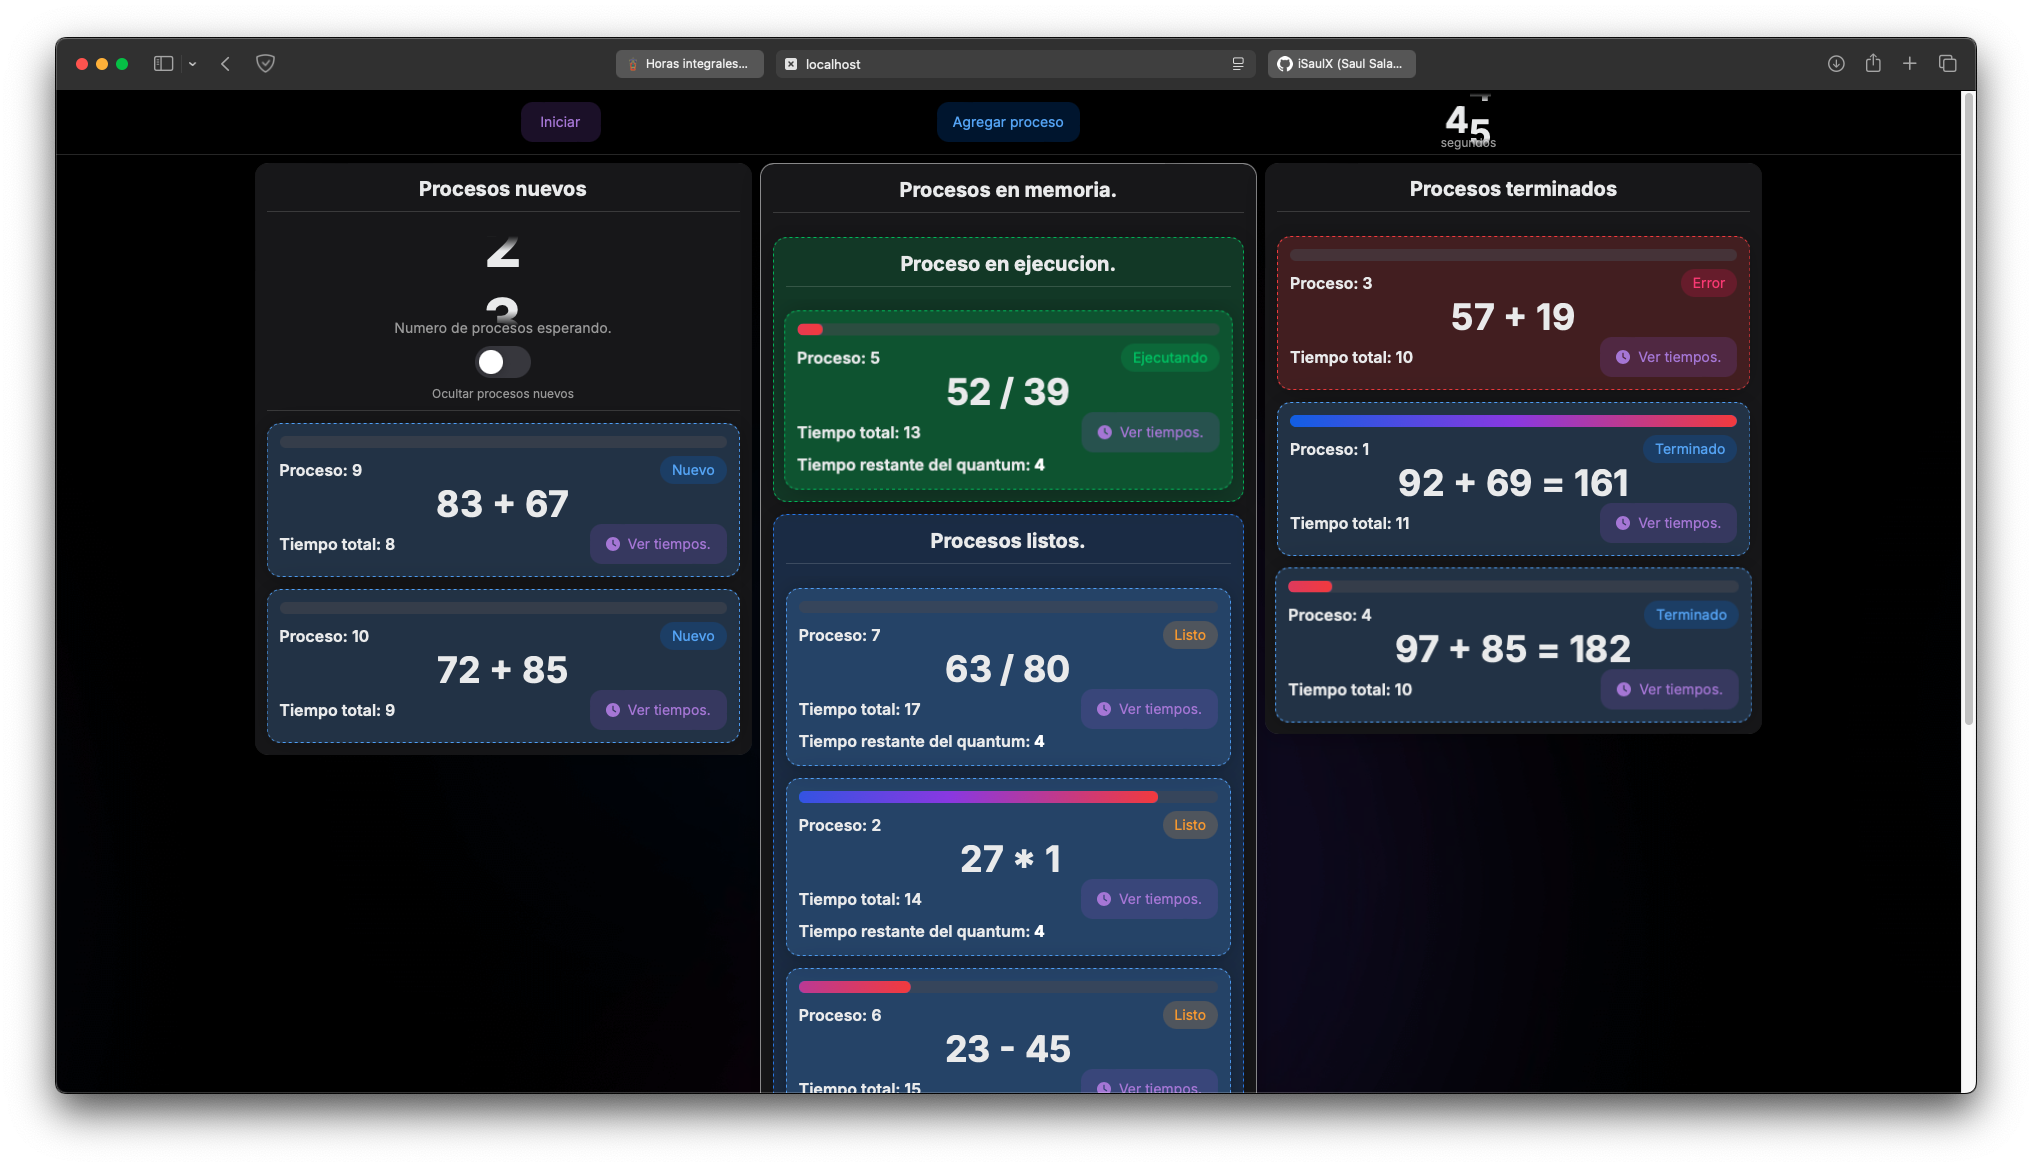 Horas integrales...
localhost
iSaulX (Saul Sala...
Iniciar
Agregar proceso
45
segundos
Procesos nuevos
2
3
Numero de procesos esperando.
Ocultar procesos nuevos
Proceso: 9
Nuevo
83 + 67
Tiempo total: 8
Ver tiempos.
Proceso: 10
Nuevo
72 + 85
Tiempo total: 9
Ver tiempos.
Procesos en memoria.
Proceso en ejecucion.
Proceso: 5
Ejecutando
52 / 39
Tiempo total: 13
Ver tiempos.
Tiempo restante del quantum: 4
Procesos listos.
Proceso: 7
Listo
63 / 80
Tiempo total: 17
Ver tiempos.
Tiempo restante del quantum: 4
Proceso: 2
Listo
27 * 1
Tiempo total: 14
Ver tiempos.
Tiempo restante del quantum: 4
Proceso: 6
Listo
23 - 45
Tiempo total: 15
Ver tiempos.
Procesos terminados
Proceso: 3
Error
57 + 19
Tiempo total: 10
Ver tiempos.
Proceso: 1
Terminado
92 + 69 = 161
Tiempo total: 11
Ver tiempos.
Proceso: 4
Terminado
97 + 85 = 182
Tiempo total: 10
Ver tiempos.